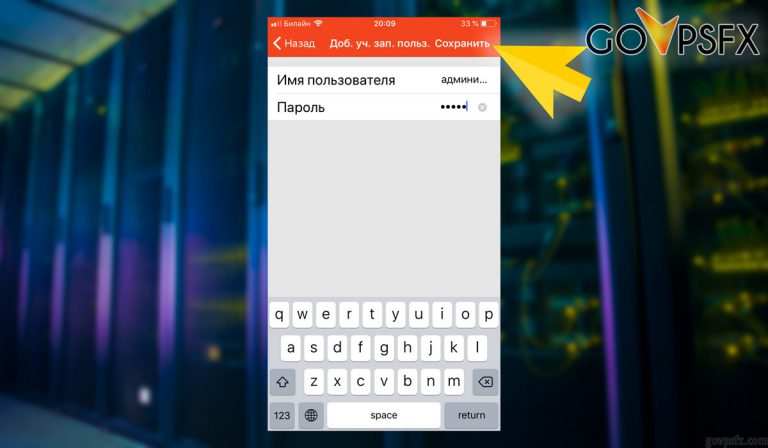 Билайн 20:09 33 %
Назад Доб. уч. зап. польз. Сохранить
GOVPSFX
Имя пользователя админи...
Пароль •••••
q w e r t y u i o p
a s d f g h j k l
z x c v b n m
123 space return
govpsfx.com